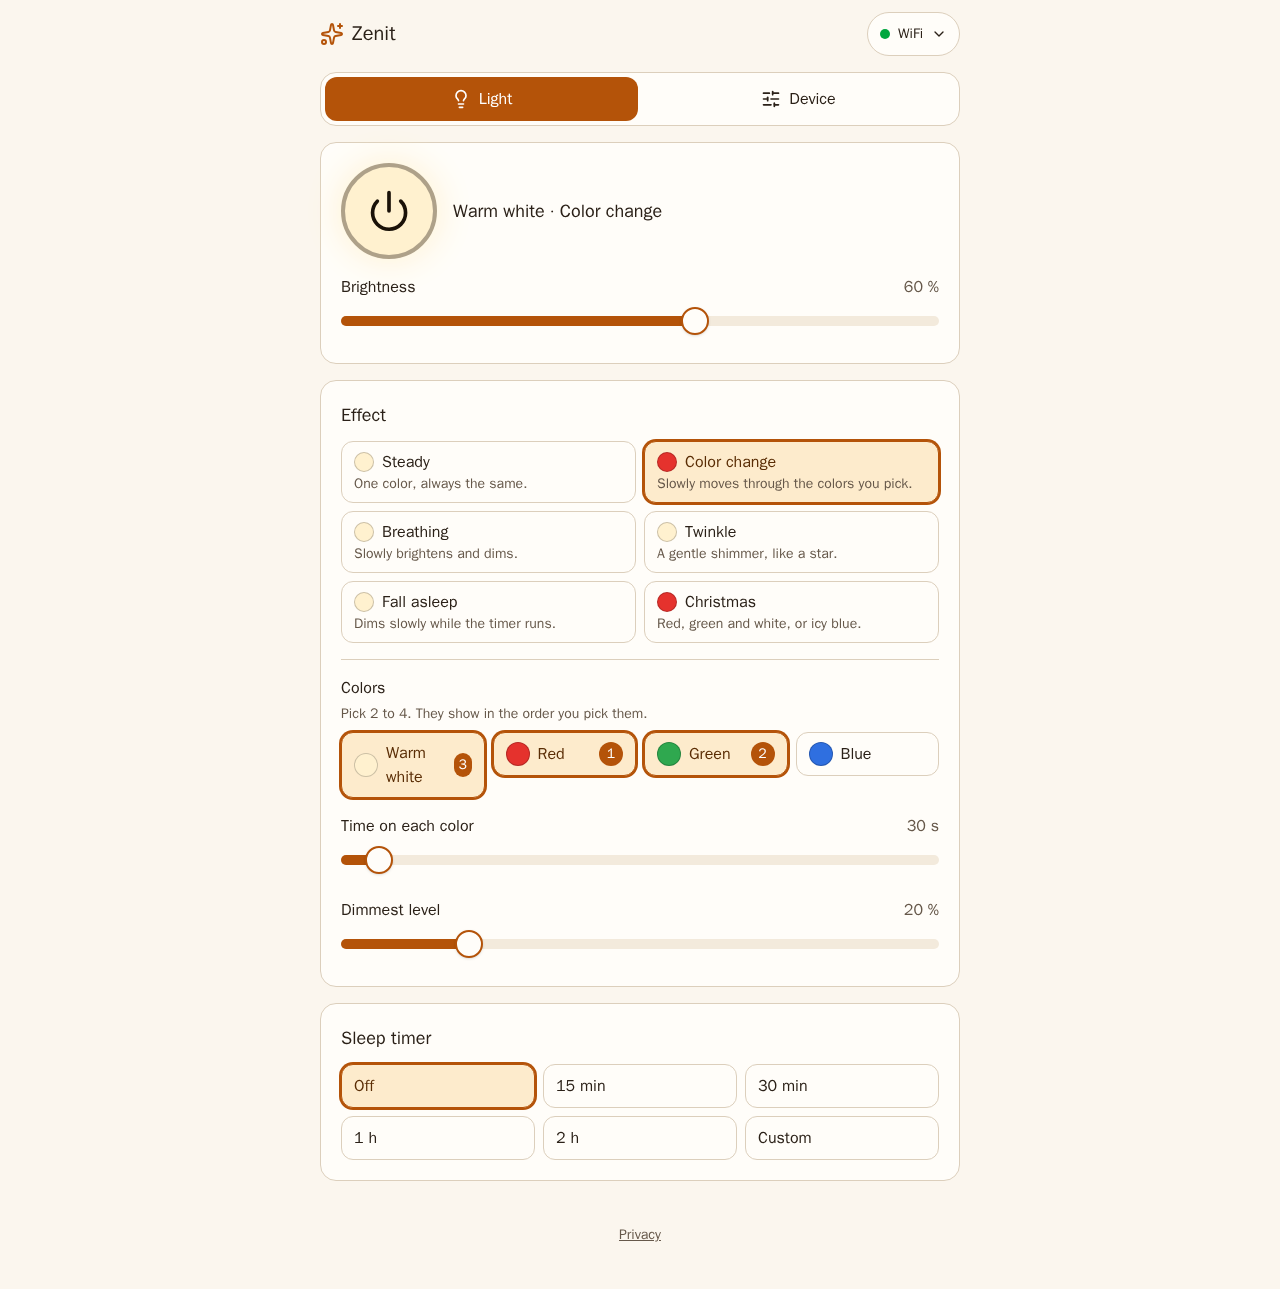 Zenit
WiFi
Light
Device
Warm white · Color change
Brightness
60 %
Effect
Steady
One color, always the same.
Color change
Slowly moves through the colors you pick.
Breathing
Slowly brightens and dims.
Twinkle
A gentle shimmer, like a star.
Fall asleep
Dims slowly while the timer runs.
Christmas
Red, green and white, or icy blue.
Colors
Pick 2 to 4. They show in the order you pick them.
Warm
white
3
Red
1
Green
2
Blue
Time on each color
30 s
Dimmest level
20 %
Sleep timer
Off
15 min
30 min
1 h
2 h
Custom
Privacy